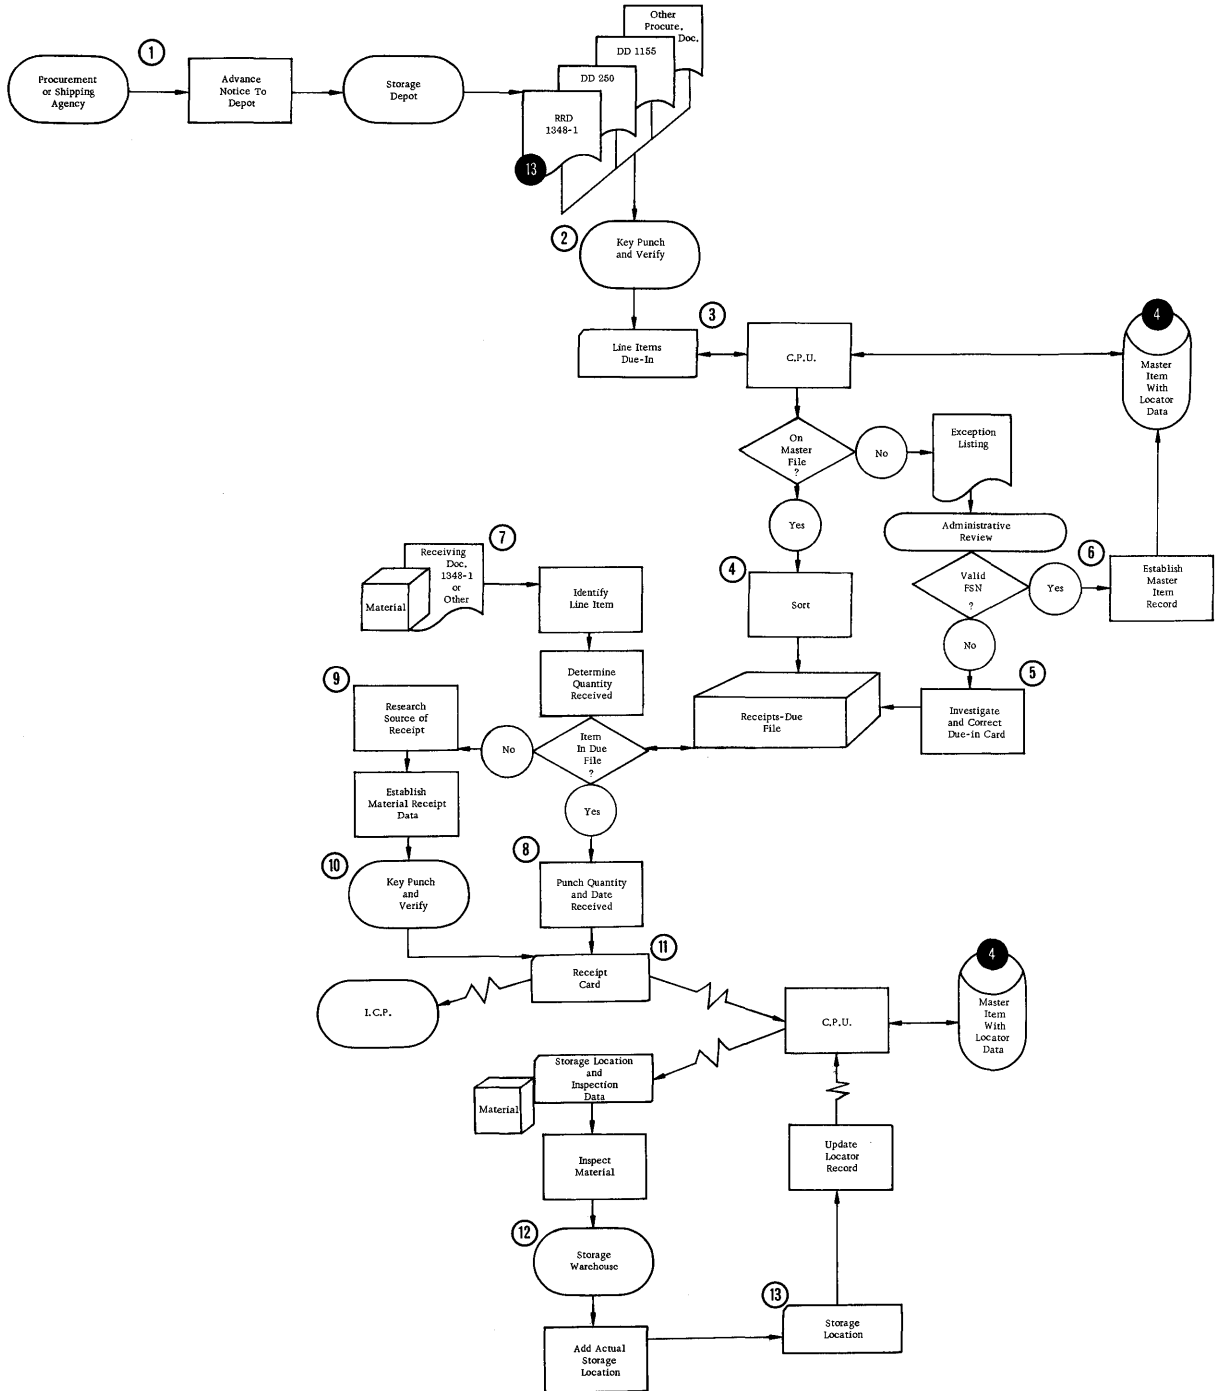 1
Procurement
or Shipping
Agency
Advance
Notice To
Depot
Storage
Depot
Other
Procure.
Doc.
DD 1155
DD 250
RRD
1348-1
13
2
Key Punch
and Verify
3
Line Items
Due-In
C.P.U.
4
Master
Item
With
Locator
Data
On
Master
File
?
No
Exception
Listing
Yes
Administrative
Review
6
Valid
FSN
?
Yes
Establish
Master
Item
Record
7
Receiving
Doc.
1348-1
or
Other
Material
Identify
Line Item
4
Sort
No
5
Investigate
and Correct
Due-in Card
Determine
Quantity
Received
Receipts-Due
File
9
Research
Source of
Receipt
No
Item
In Due
File
?
Establish
Material Receipt
Data
Yes
10
Key Punch
and
Verify
8
Punch Quantity
and Date
Received
11
Receipt
Card
I.C.P.
C.P.U.
4
Master
Item
With
Locator
Data
Storage Location
and
Inspection
Data
Material
Inspect
Material
Update
Locator
Record
12
Storage
Warehouse
13
Storage
Location
Add Actual
Storage
Location